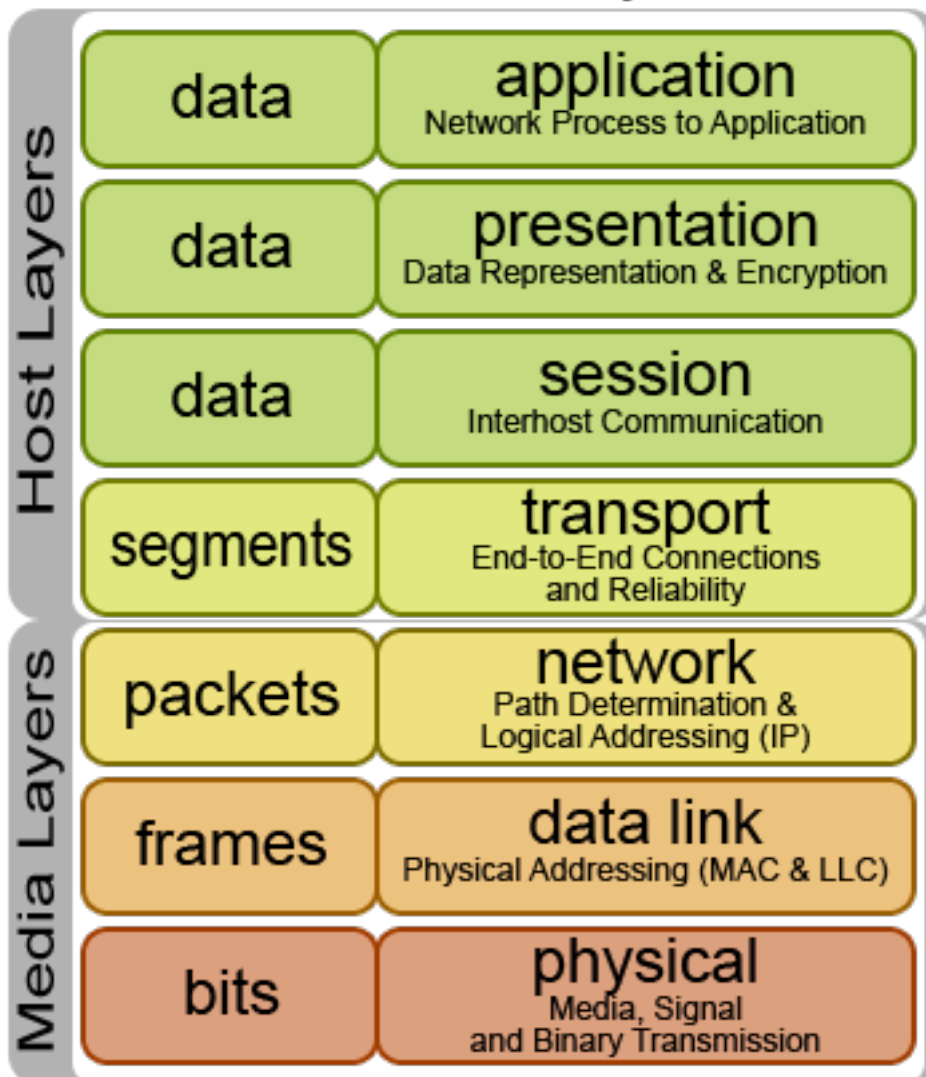 Host Layers
data
application
Network Process to Application
data
presentation
Data Representation & Encryption
data
session
Interhost Communication
segments
transport
End-to-End Connections
and Reliability
Media Layers
packets
network
Path Determination &
Logical Addressing (IP)
frames
data link
Physical Addressing (MAC & LLC)
bits
physical
Media, Signal
and Binary Transmission